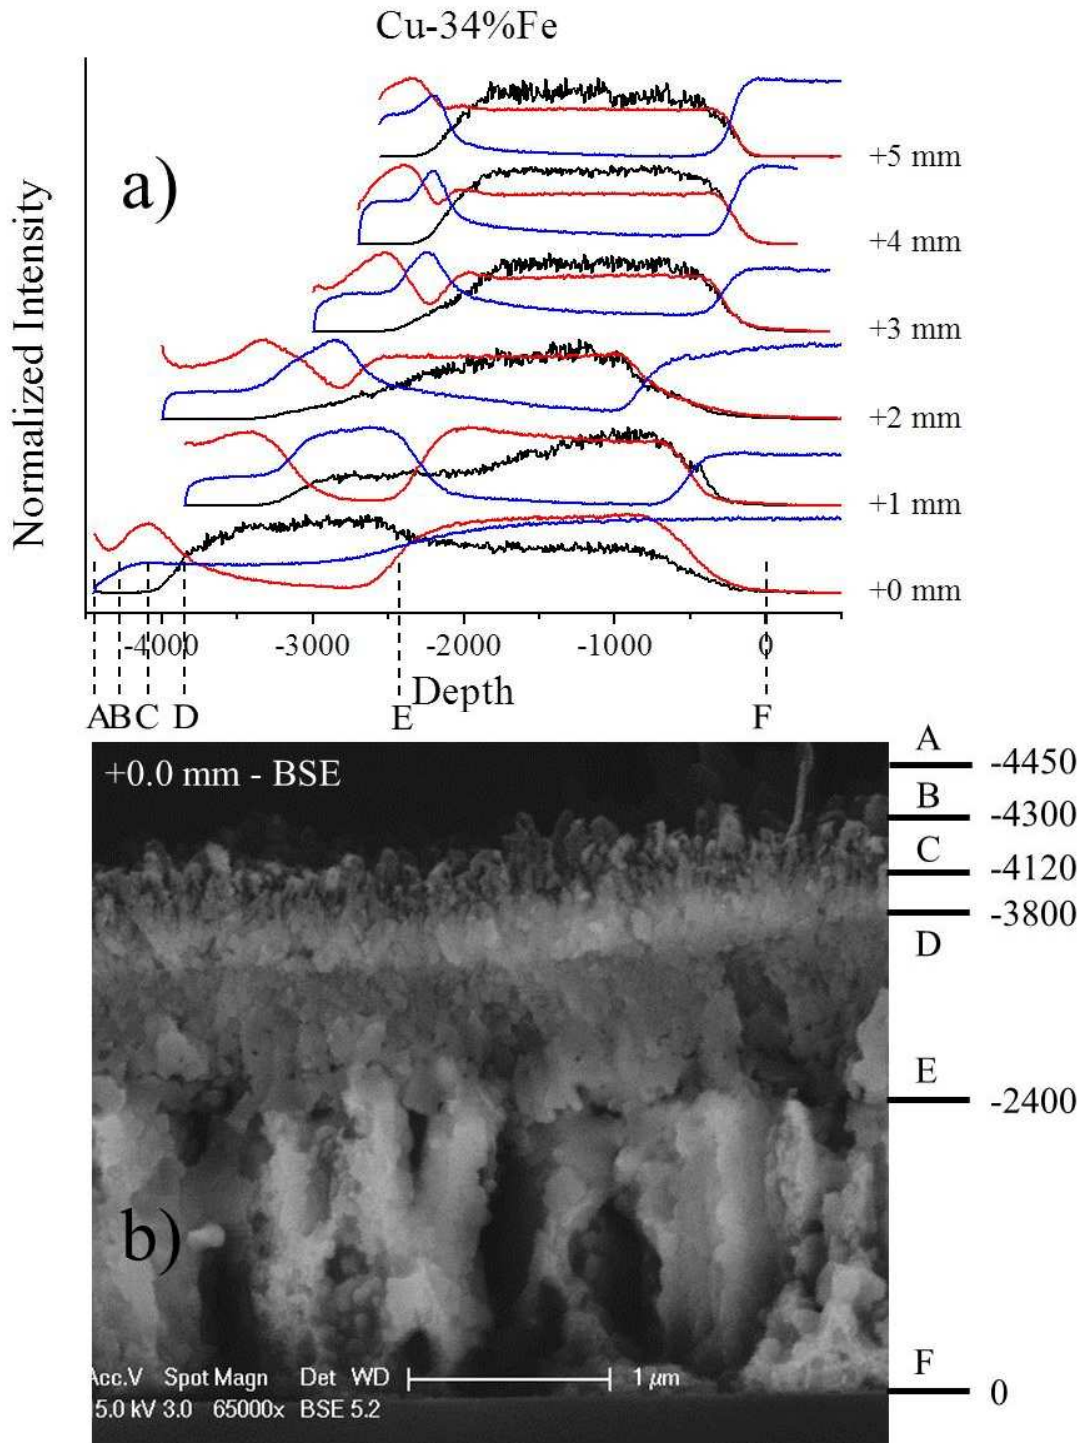 Cu-34%Fe
a)
Normalized Intensity
+5 mm
+4 mm
+3 mm
+2 mm
+1 mm
+0 mm
-4000 -3000 -2000 -1000 0
Depth
A B C D E F
+0.0 mm - BSE
A
-4450
B
-4300
C
-4120
-3800
D
E
-2400
b)
F
0
Acc.V Spot Magn Det WD 1 µm
5.0 kV 3.0 65000x BSE 5.2